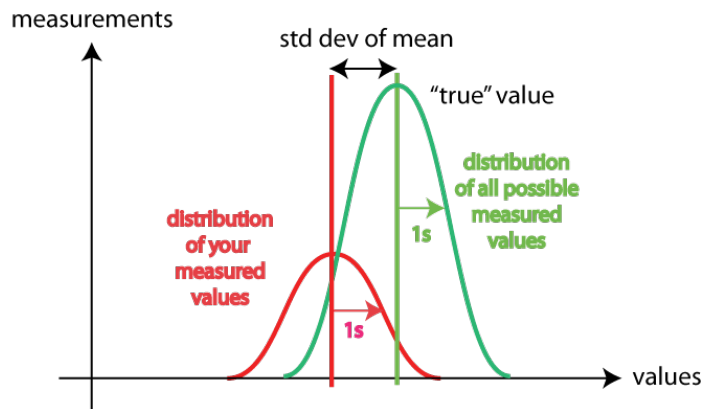 measurements
std dev of mean
“true” value
distribution
of all possible
measured
values
1s
distribution
of your
measured
values
1s
values